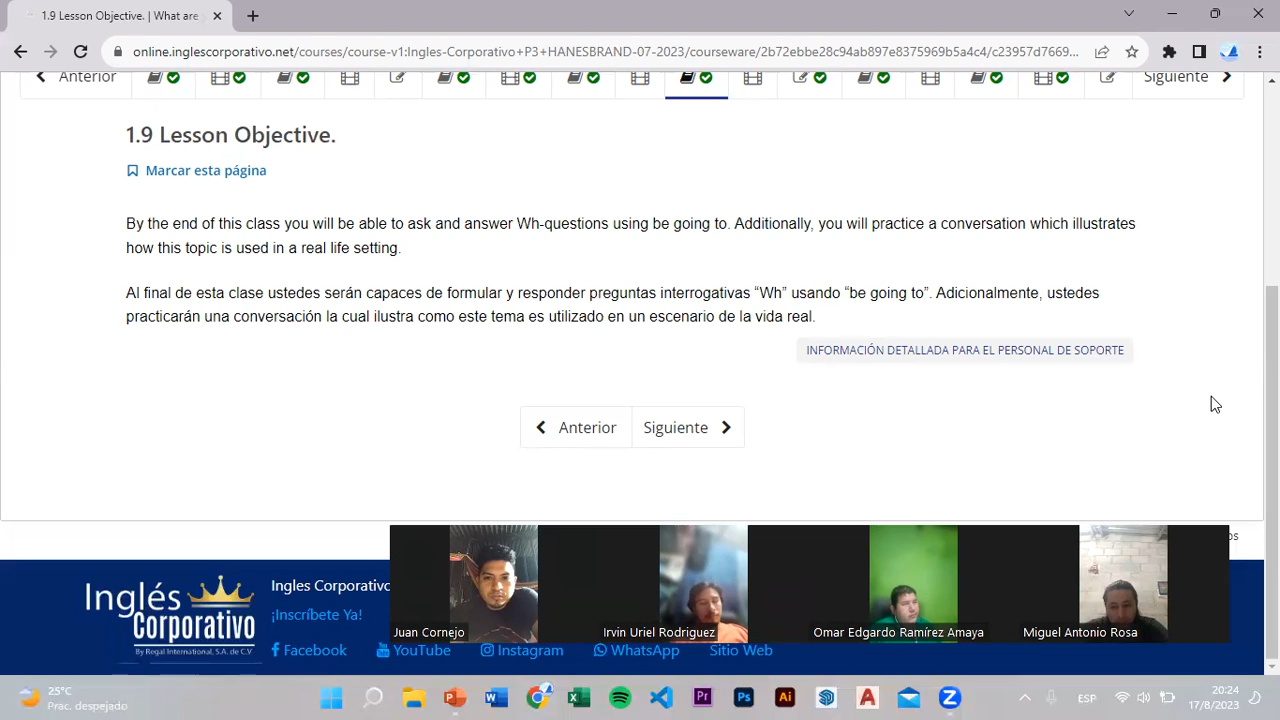 1.9 Lesson Objective. | What are
online.inglescorporativo.net/courses/course-v1:Ingles-Corporativo+P3+HANESBRAND-07-2023/courseware/2b72ebbe28c94ab897e8375969b5a4c4/c23957d7669...
Anterior
Siguiente
1.9 Lesson Objective.
Marcar esta página
By the end of this class you will be able to ask and answer Wh-questions using be going to. Additionally, you will practice a conversation which illustrates
how this topic is used in a real life setting.
Al final de esta clase ustedes serán capaces de formular y responder preguntas interrogativas “Wh” usando “be going to”. Adicionalmente, ustedes
practicarán una conversación la cual ilustra como este tema es utilizado en un escenario de la vida real.
INFORMACIÓN DETALLADA PARA EL PERSONAL DE SOPORTE
Anterior
Siguiente
os
Inglés
Corporativo
By Regal International, S.A. de C.V
Ingles Corporativo
¡Inscríbete Ya!
Facebook
YouTube
Instagram
WhatsApp
Sitio Web
Juan Cornejo
Irvin Uriel Rodriguez
Omar Edgardo Ramírez Amaya
Miguel Antonio Rosa
25°C
Prac. despejado
ESP
20:24
17/8/2023